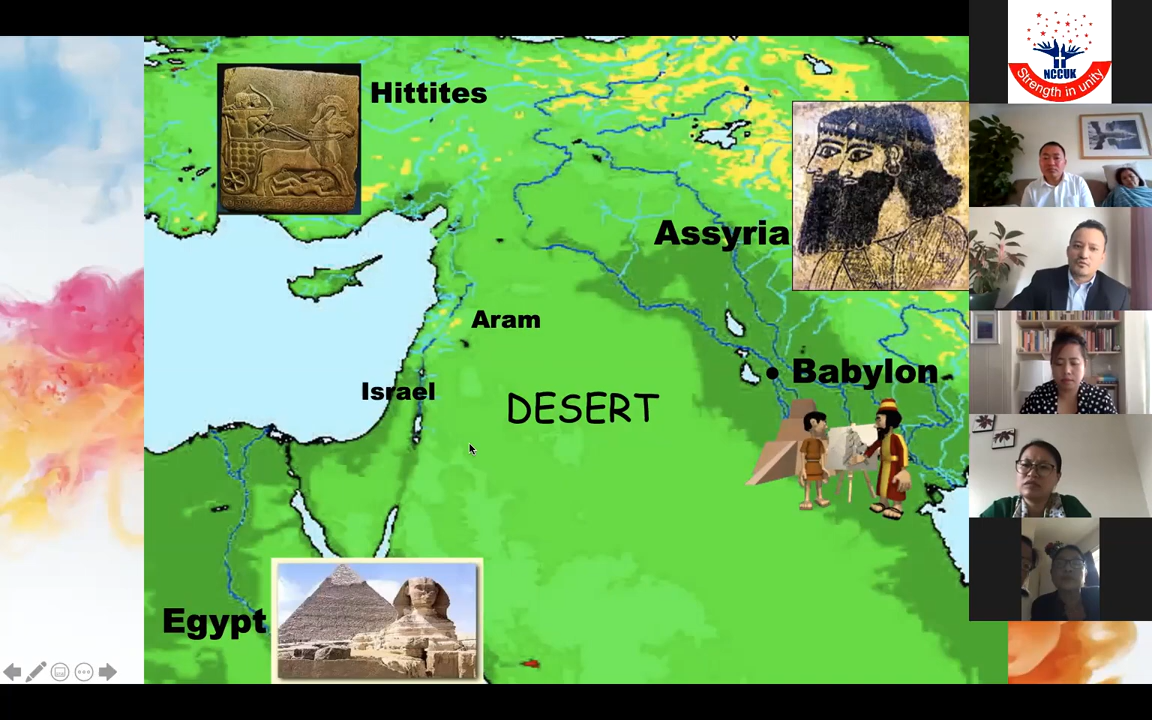 Hittites
Assyria
Aram
Israel
DESERT
• Babylon
Egypt
NCCUK
Strength in unity